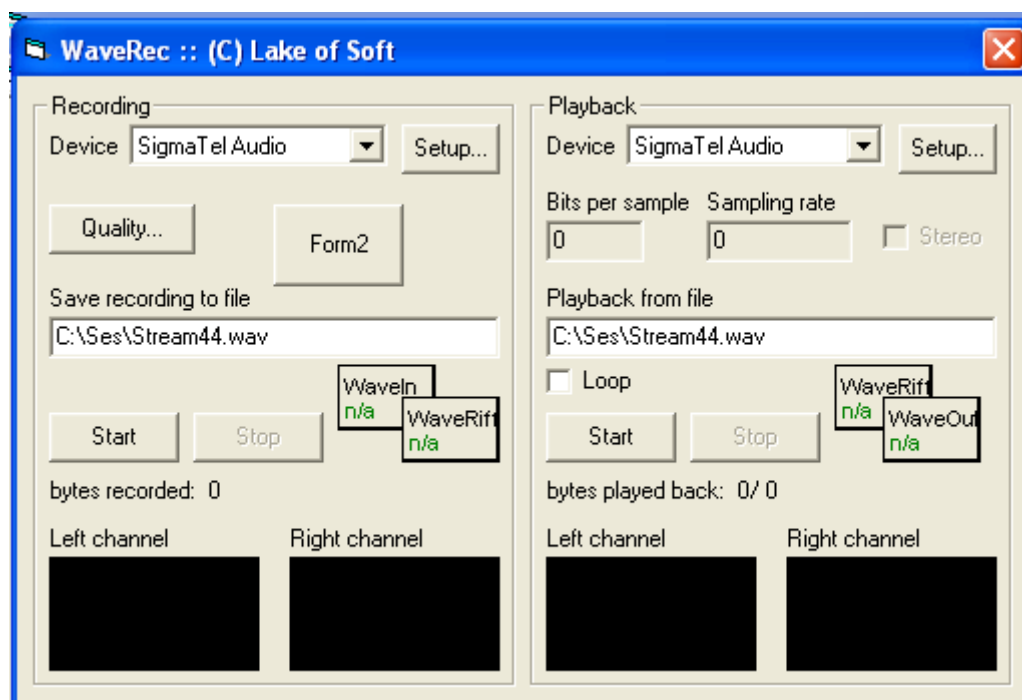 WaveRec :: (C) Lake of Soft
Recording
Device SigmaTel Audio Setup...
Quality... Form2
Save recording to file
C:\Ses\Stream44.wav
WaveIn
n/a
WaveRiff
n/a
Start Stop
bytes recorded: 0
Left channel Right channel
Playback
Device SigmaTel Audio Setup...
Bits per sample Sampling rate
0 0 Stereo
Playback from file
C:\Ses\Stream44.wav
Loop
WaveRiff
n/a
WaveOut
n/a
Start Stop
bytes played back: 0/ 0
Left channel Right channel